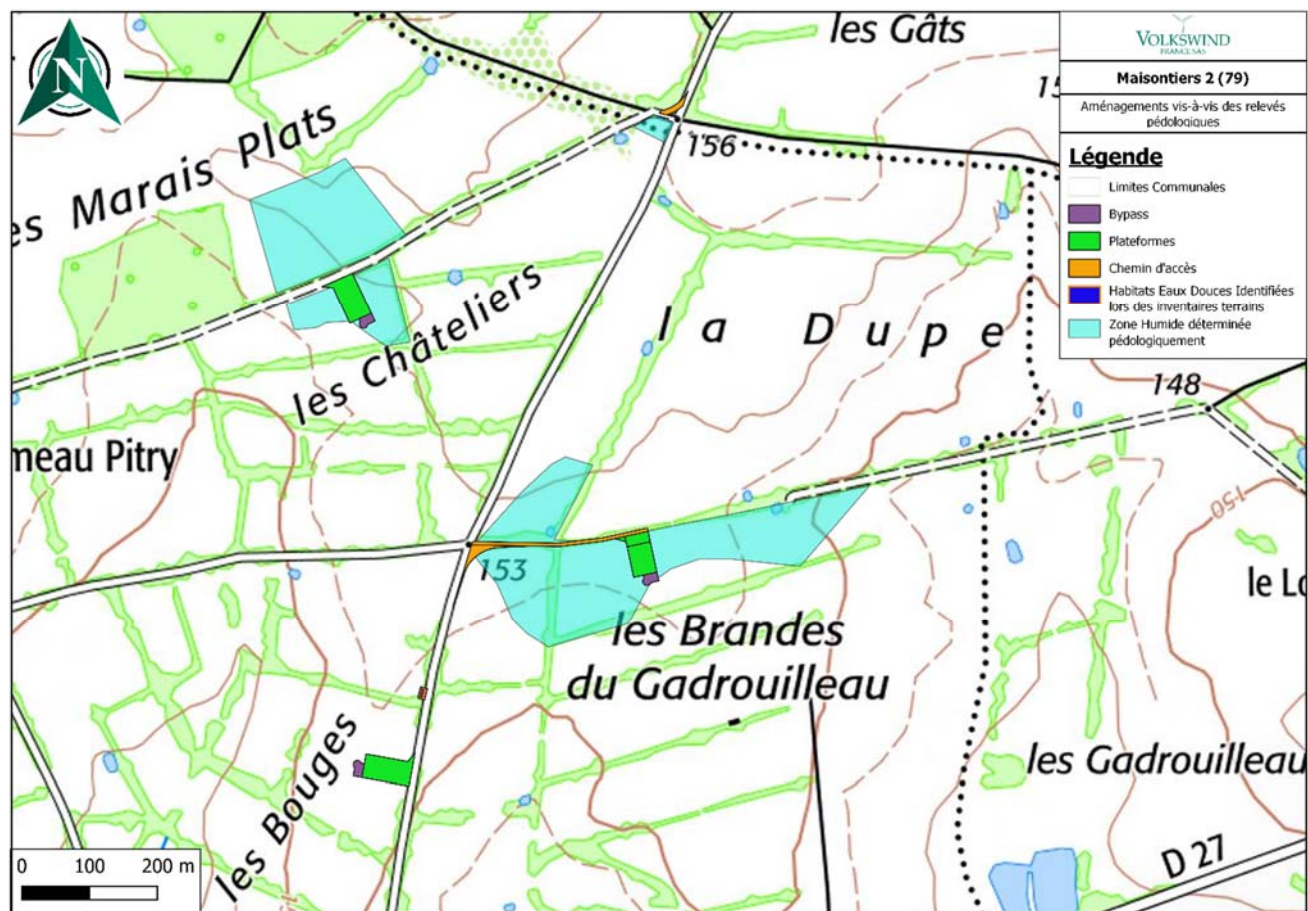 N
les Gâts
VOLKSWIND
FRANCE SAS
Maisontiers 2 (79)
Aménagements vis-à-vis des relevés
pédologiques
Légende
Limites Communales
Bypass
Plateformes
Chemin d'accès
Habitats Eaux Douces Identifiées
lors des inventaires terrains
Zone Humide déterminée
pédologiquement
15
156
es Marais Plats
les Châteliers
la Dupe
148
meau Pitry
150
153
le Lo
les Brandes
du Gadrouilleau
les Bouges
les Gadrouilleau
D 27
0 100 200 m